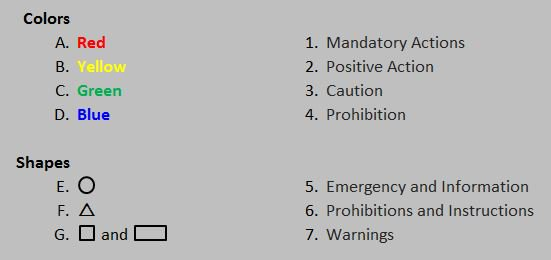 Colors
A. Red 1. Mandatory Actions
B. Yellow 2. Positive Action
C. Green 3. Caution
D. Blue 4. Prohibition
Shapes
E. 5. Emergency and Information
F. 6. Prohibitions and Instructions
G. and 7. Warnings